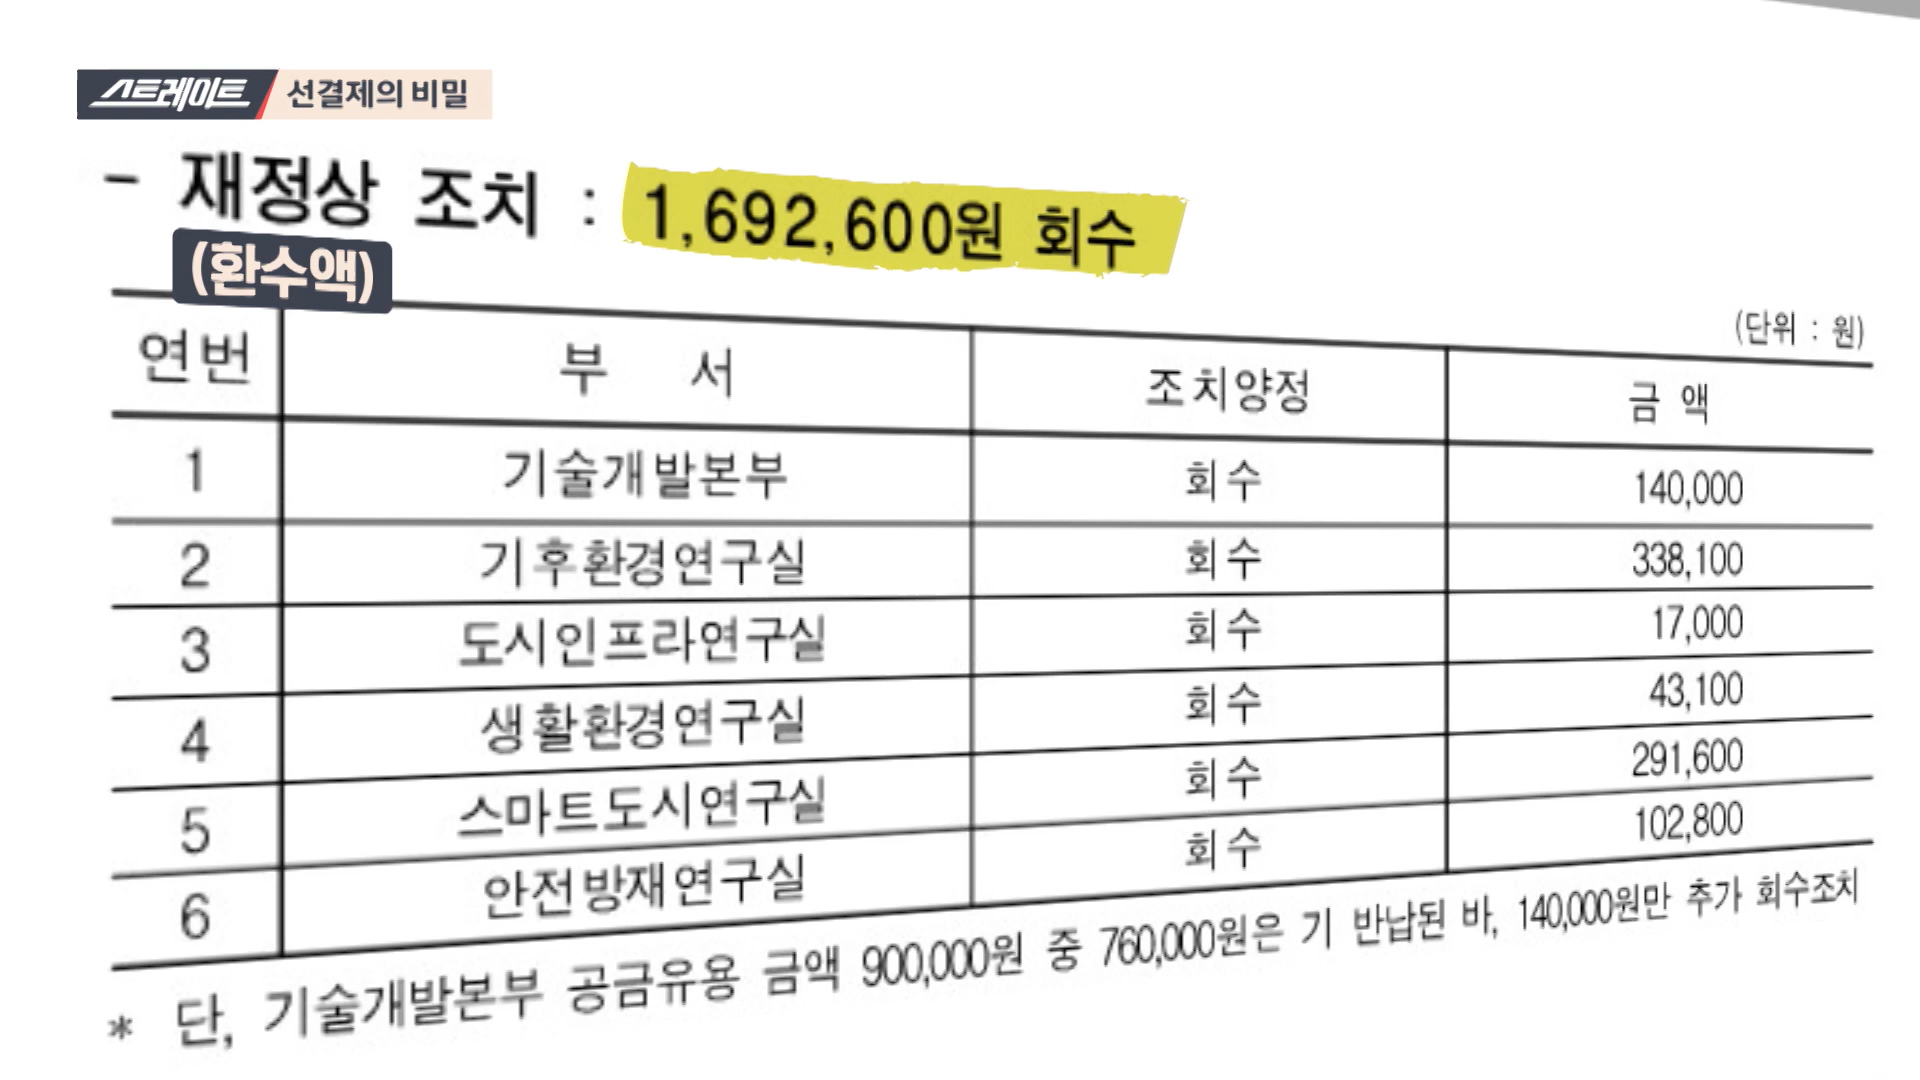 스트레이트 선결제의 비밀
- 재정상 조치 : 1,692,600원 회수
(환수액)
(단위 : 원)
연번 부 서 조치양정 금 액
1 기술개발본부 회수 140,000
2 기후환경연구실 회수 338,100
3 도시인프라연구실 회수 17,000
4 생활환경연구실 회수 43,100
5 스마트도시연구실 회수 291,600
6 안전방재연구실 회수 102,800
* 단, 기술개발본부 공금유용 금액 900,000원 중 760,000원은 기 반납된 바, 140,000원만 추가 회수조치